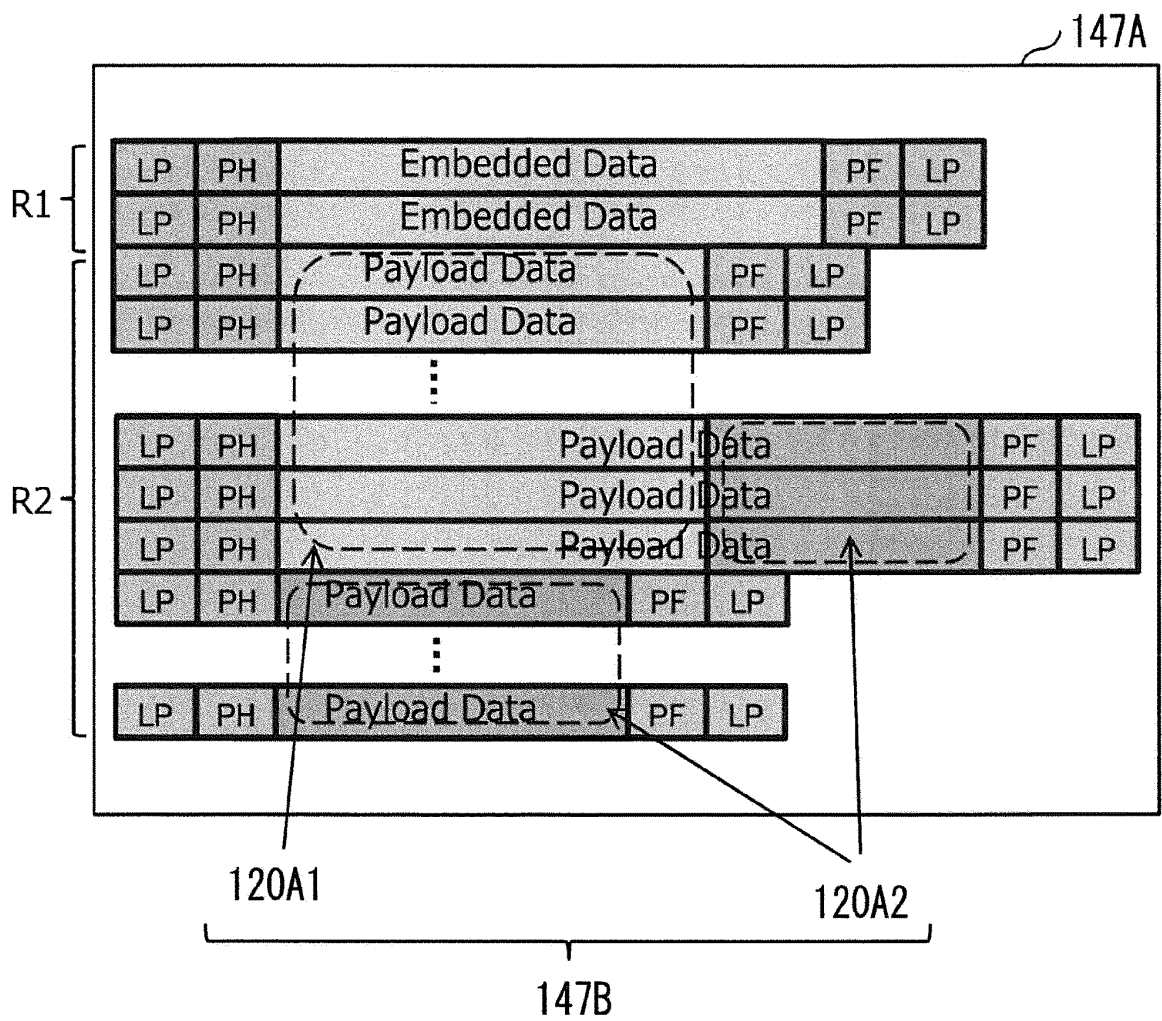 147A
LP PH Embedded Data PF LP
R1
LP PH Embedded Data PF LP
LP PH Payload Data PF LP
LP PH Payload Data PF LP
LP PH Payload Data PF LP
R2
LP PH Payload Data PF LP
LP PH Payload Data PF LP
LP PH Payload Data PF LP
LP PH Payload Data PF LP
120A1
120A2
147B